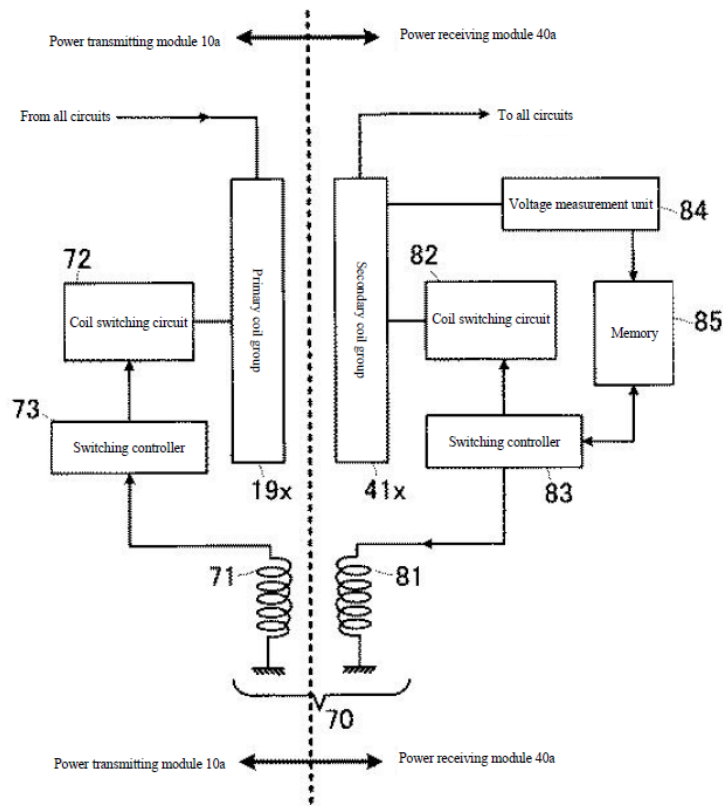 Power transmitting module 10a
Power receiving module 40a
From all circuits
To all circuits
Voltage measurement unit
84
72
82
Coil switching circuit
Primary coil group
Secondary coil group
Coil switching circuit
Memory
85
73
Switching controller
Switching controller
19x
41x
83
71
81
70
Power transmitting module 10a
Power receiving module 40a